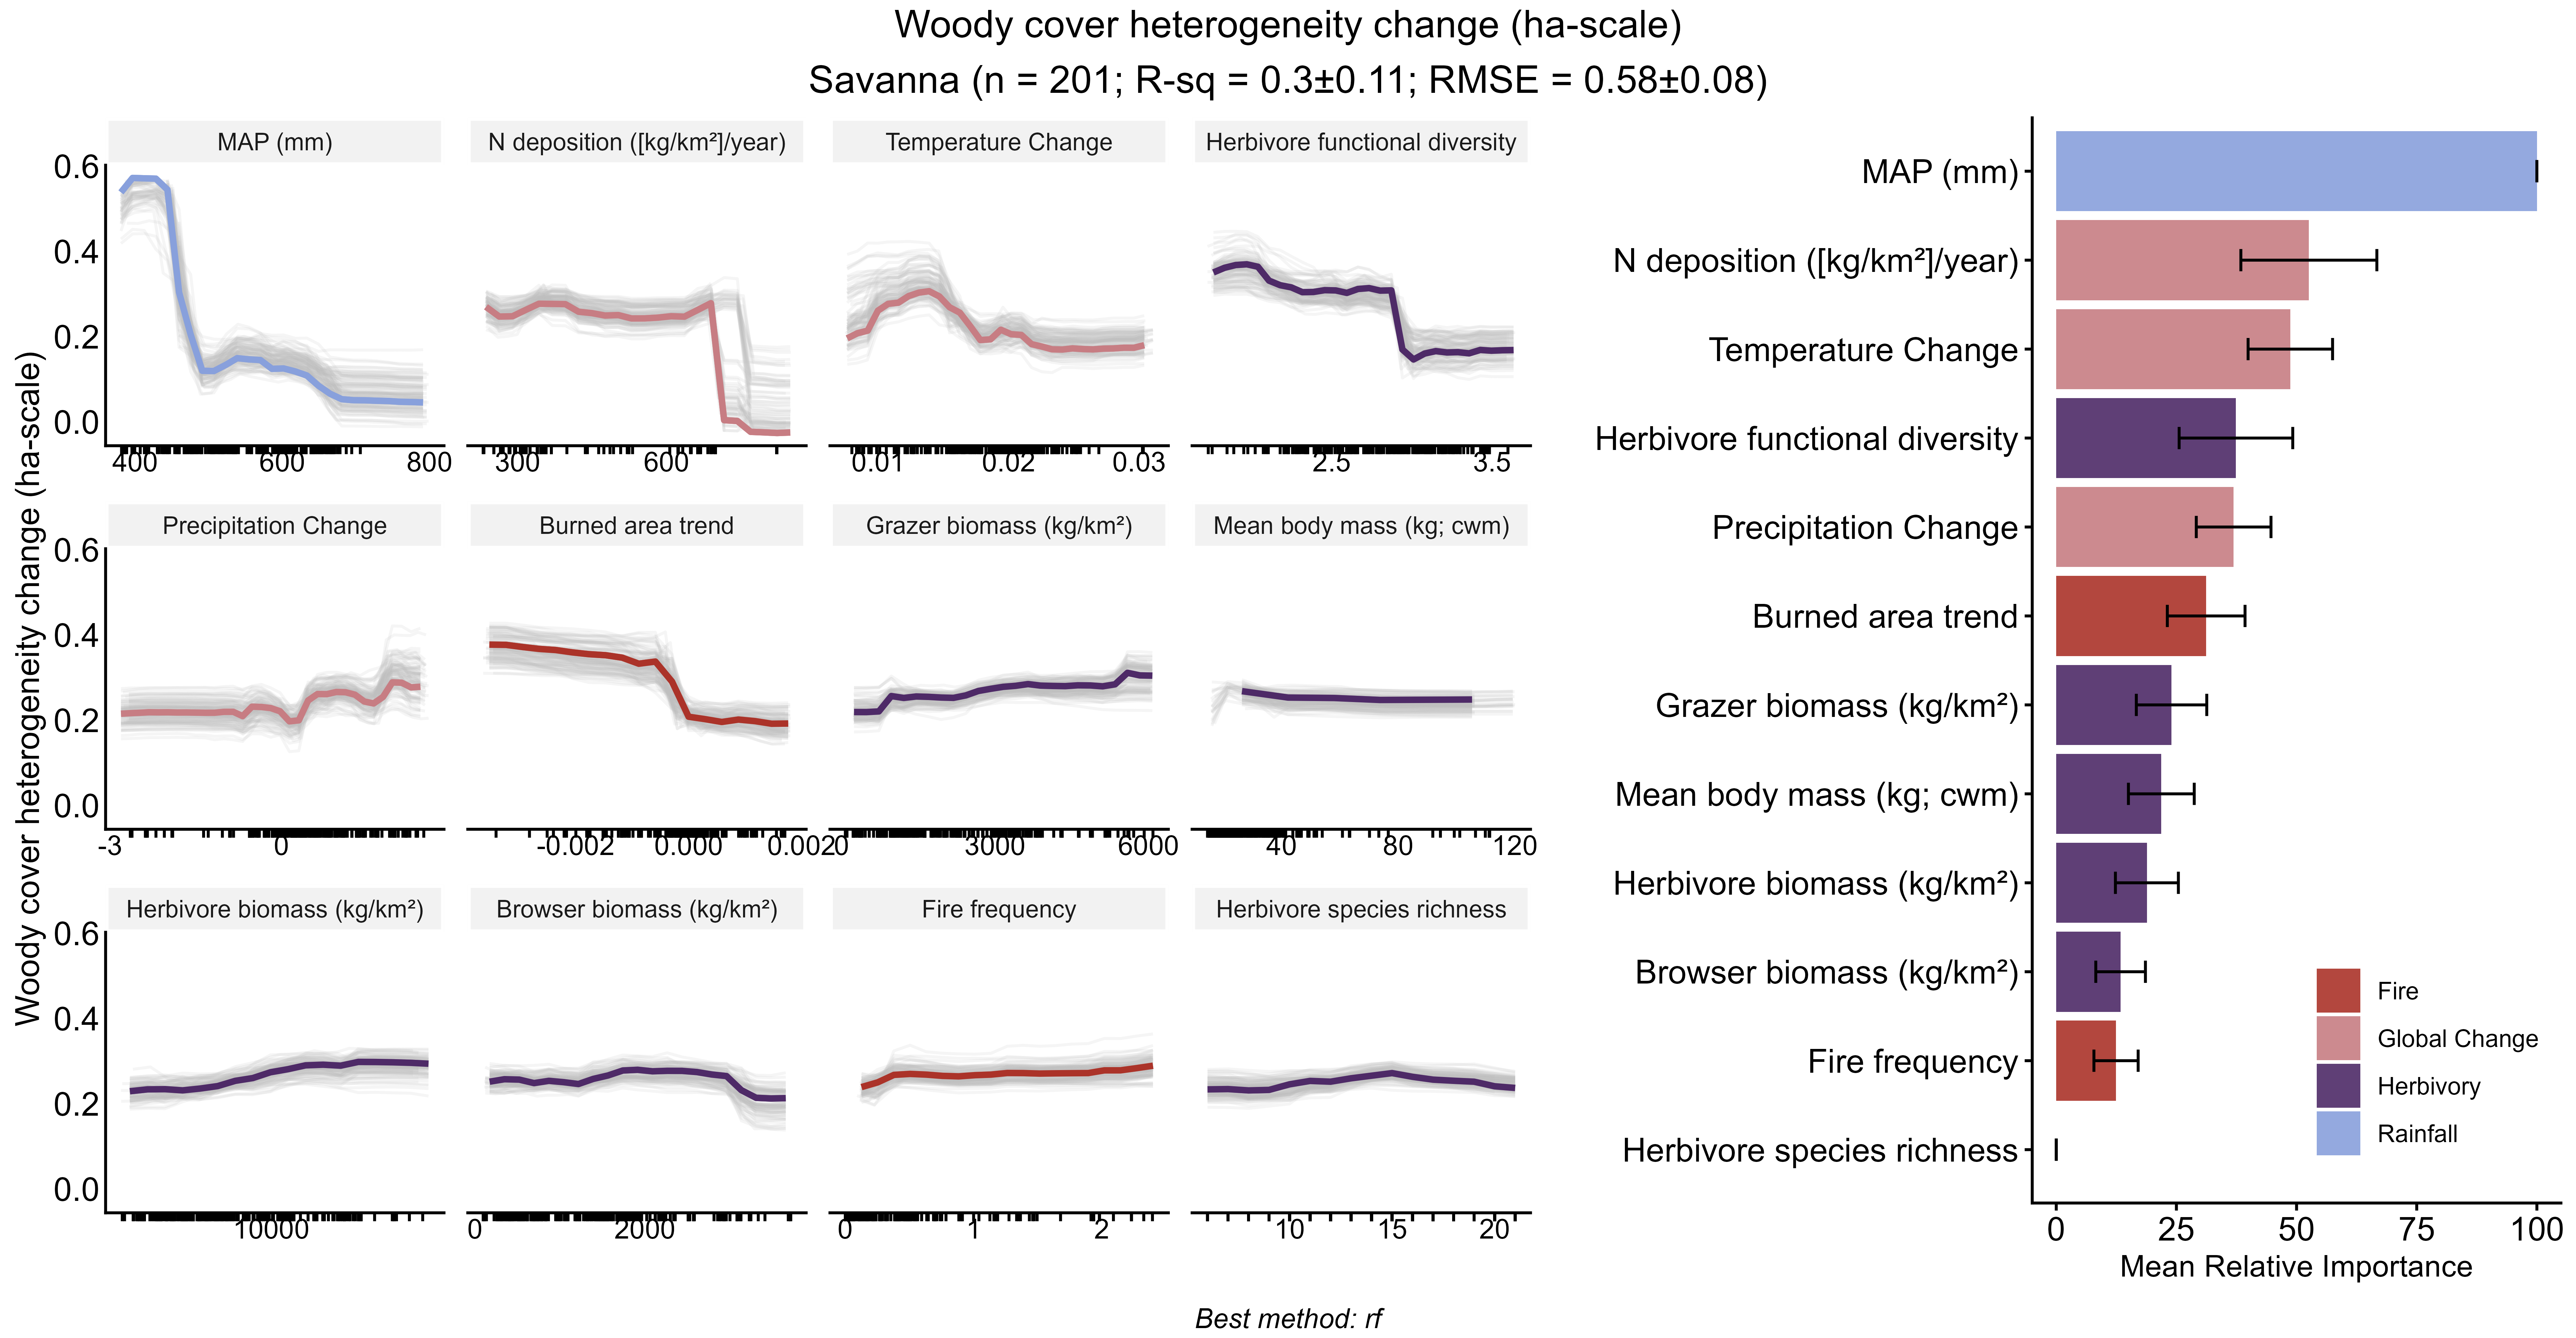 Woody cover heterogeneity change (ha-scale)
Savanna (n = 201; R-sq = 0.3±0.11; RMSE = 0.58±0.08)
Woody cover heterogeneity change (ha-scale)
MAP (mm)
N deposition ([kg/km²]/year)
Temperature Change
Herbivore functional diversity
0.6
0.4
0.2
0.0
400 600 800
300 600
0.01 0.02 0.03
2.5 3.5
Precipitation Change
Burned area trend
Grazer biomass (kg/km²)
Mean body mass (kg; cwm)
0.6
0.4
0.2
0.0
-3 0
-0.002 0.000 0.002
0 3000 6000
40 80 120
Herbivore biomass (kg/km²)
Browser biomass (kg/km²)
Fire frequency
Herbivore species richness
0.6
0.4
0.2
0.0
10000
0 2000
0 1 2
10 15 20
MAP (mm)
N deposition ([kg/km²]/year)
Temperature Change
Herbivore functional diversity
Precipitation Change
Burned area trend
Grazer biomass (kg/km²)
Mean body mass (kg; cwm)
Herbivore biomass (kg/km²)
Browser biomass (kg/km²)
Fire frequency
Herbivore species richness
0 25 50 75 100
Mean Relative Importance
Fire
Global Change
Herbivory
Rainfall
Best method: rf